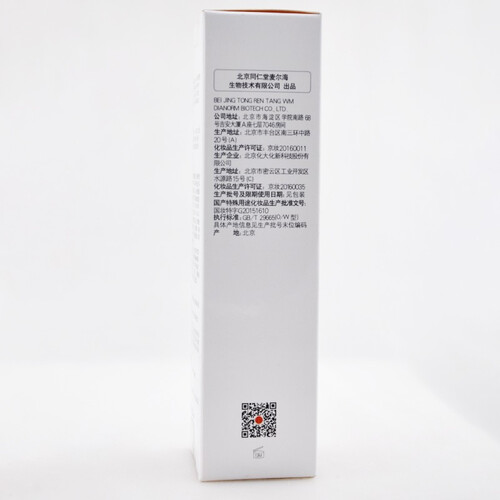 北京同仁堂麦尔海
生物技术有限公司 出品
BEI JING TONG REN TANG WM
DIANORM BIOTECH CO., LTD.
公司地址: 北京市海淀区学院南路 68
号吉安大厦A座七层7046房间
生产地址: 北京市丰台区南三环中路
20号 (A)
化妆品生产许可证: 京妆20160011
生产企业: 北京化大化新科技股份有
限公司
生产地址: 北京市密云区工业开发区
水源路15号 (C)
化妆品生产许可证: 京妆20160035
生产批号及限期使用日期: 见包装
国产特殊用途化妆品生产批准文号:
国妆特字G20151610
执行标准: GB/T 29665(O/W 型)
具体产地信息见生产批号末位编码
产 地: 北京